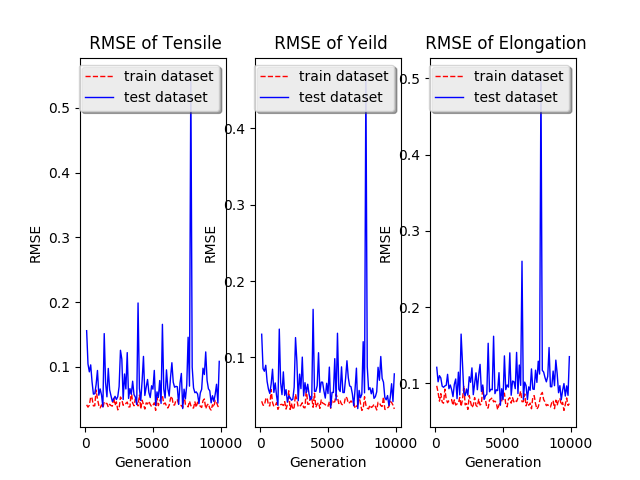 RMSE of Tensile
RMSE of Yeild
RMSE of Elongation
train dataset
test dataset
train dataset
test dataset
train dataset
test dataset
0.5
0.4
0.3
0.2
0.1
0.4
0.3
0.2
0.1
0.5
0.4
0.3
0.2
0.1
RMSE
RMSE
RMSE
0
5000
10000
0
5000
10000
0
5000
10000
Generation
Generation
Generation